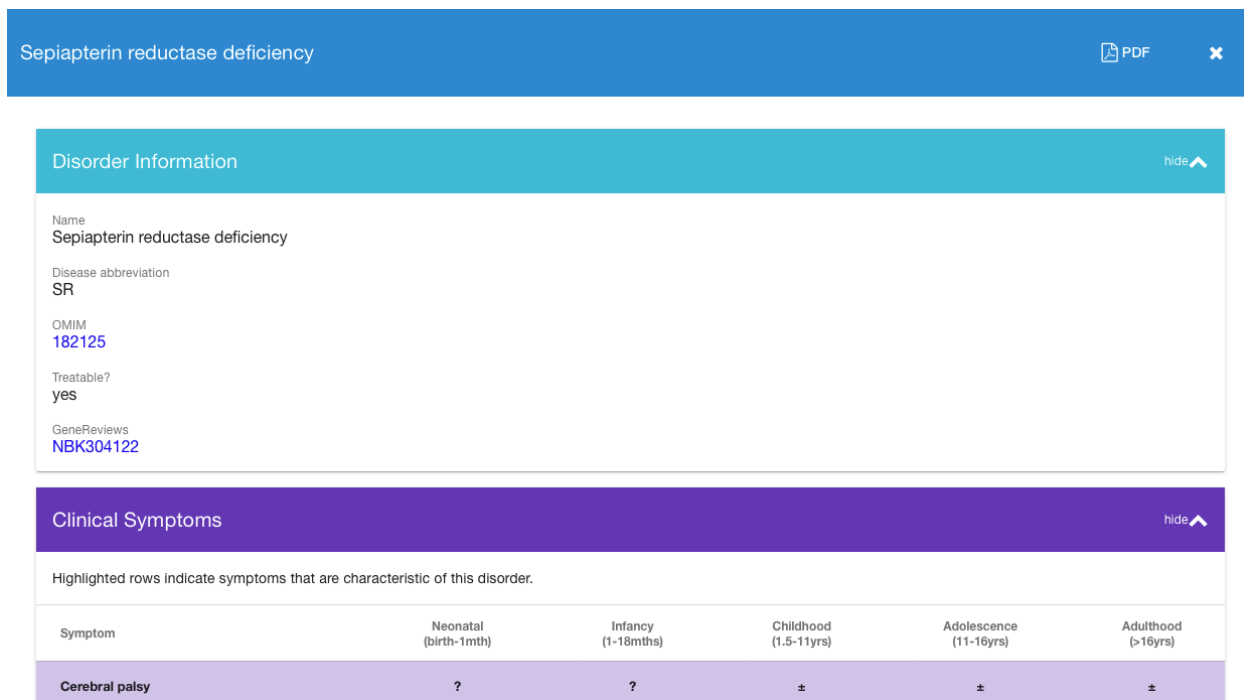 Sepiapterin reductase deficiency
PDF
Disorder Information
hide
Name
Sepiapterin reductase deficiency
Disease abbreviation
SR
OMIM
182125
Treatable?
yes
GeneReviews
NBK304122
Clinical Symptoms
hide
Highlighted rows indicate symptoms that are characteristic of this disorder.
Symptom Neonatal (birth-1mth) Infancy (1-18mths) Childhood (1.5-11yrs) Adolescence (11-16yrs) Adulthood (>16yrs)
Cerebral palsy ? ? ± ± ±